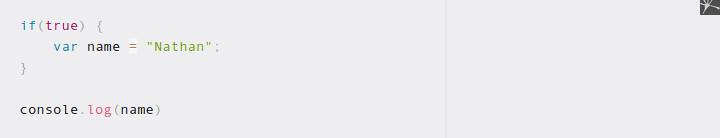 if(true) {
    var name = "Nathan";
}

console.log(name)